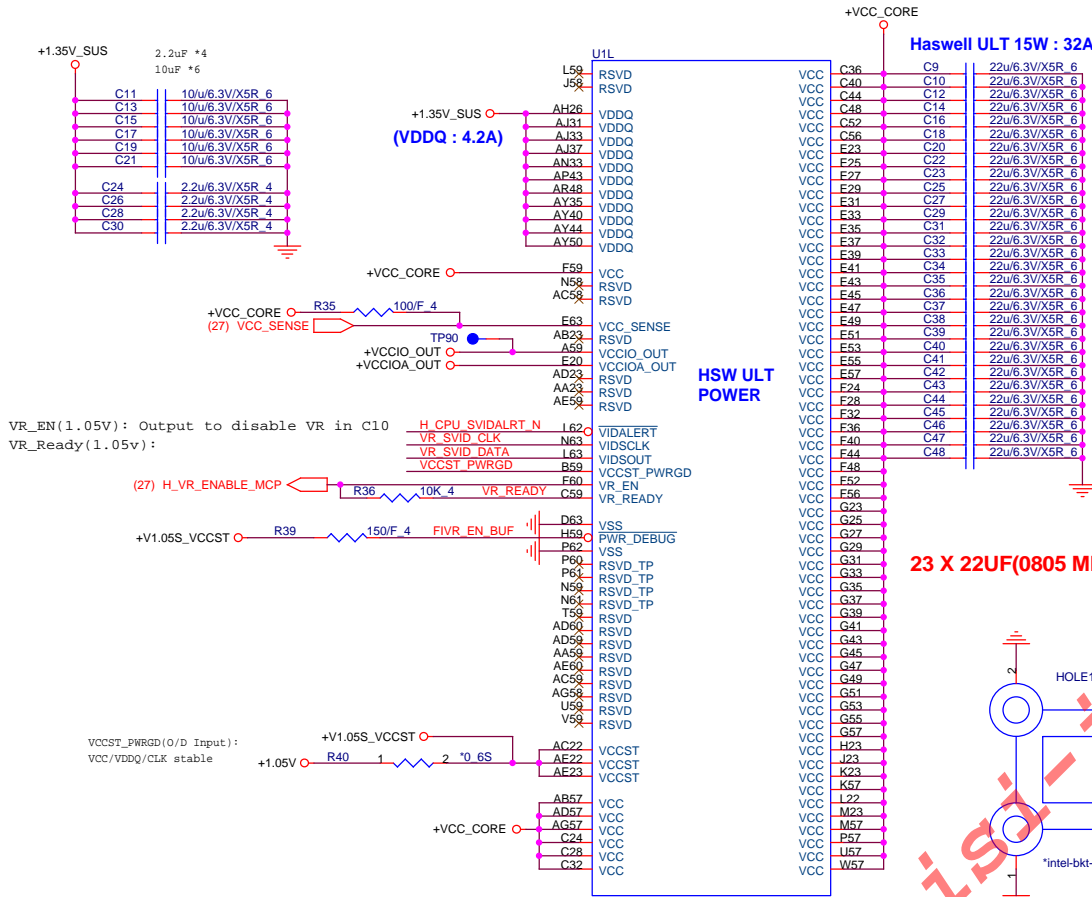 +VCC_CORE
Haswell ULT 15W : 32A
+1.35V_SUS
2.2uF *4
10uF *6
C11 10/u/6.3V/X5R_6
C13 10/u/6.3V/X5R_6
C15 10/u/6.3V/X5R_6
C17 10/u/6.3V/X5R_6
C19 10/u/6.3V/X5R_6
C21 10/u/6.3V/X5R_6
C24 2.2u/6.3V/X5R_4
C26 2.2u/6.3V/X5R_4
C28 2.2u/6.3V/X5R_4
C30 2.2u/6.3V/X5R_4
U1L
L59 RSVD
J58 RSVD
+1.35V_SUS
(VDDQ : 4.2A)
AH26 VDDQ
AJ31 VDDQ
AJ33 VDDQ
AJ37 VDDQ
AN33 VDDQ
AP43 VDDQ
AR48 VDDQ
AY35 VDDQ
AY40 VDDQ
AY44 VDDQ
AY50 VDDQ
+VCC_CORE
F59 VCC
N58 RSVD
AC58 RSVD
+VCC_CORE R35 100/F_4
(27) VCC_SENSE
E63 VCC_SENSE
AB23 RSVD
TP90
+VCCIO_OUT A59 VCCIO_OUT
+VCCIOA_OUT E20 VCCIOA_OUT
AD23 RSVD
AA23 RSVD
AE59 RSVD
HSW ULT
POWER
VR_EN(1.05V): Output to disable VR in C10
VR_Ready(1.05v):
H_CPU_SVIDALRT_N L62 VIDALERT
VR_SVID_CLK N63 VIDSCLK
VR_SVID_DATA L63 VIDSOUT
VCCST_PWRGD B59 VCCST_PWRGD
(27) H_VR_ENABLE_MCP F60 VR_EN
R36 10K_4 VR_READY C59 VR_READY
D63 VSS
+V1.05S_VCCST R39 150/F_4 FIVR_EN_BUF H59 PWR_DEBUG
P62 VSS
P60 RSVD_TP
P61 RSVD_TP
N59 RSVD_TP
N61 RSVD_TP
T59 RSVD
AD60 RSVD
AD59 RSVD
AA59 RSVD
AE60 RSVD
AC59 RSVD
AG58 RSVD
U59 RSVD
V59 RSVD
VCCST_PWRGD(O/D Input):
VCC/VDDQ/CLK stable
+V1.05S_VCCST
+1.05V R40 1 2 *0_6S
AC22 VCCST
AE22 VCCST
AE23 VCCST
+VCC_CORE
AB57 VCC
AD57 VCC
AG57 VCC
C24 VCC
C28 VCC
C32 VCC
VCC C36
VCC C40
VCC C44
VCC C48
VCC C52
VCC C56
VCC E23
VCC E25
VCC E27
VCC E29
VCC E31
VCC E33
VCC E35
VCC E37
VCC E39
VCC E41
VCC E43
VCC E45
VCC E47
VCC E49
VCC E51
VCC E53
VCC E55
VCC E57
VCC F24
VCC F28
VCC F32
VCC F36
VCC F40
VCC F44
VCC F48
VCC F52
VCC F56
VCC G23
VCC G25
VCC G27
VCC G29
VCC G31
VCC G33
VCC G35
VCC G37
VCC G39
VCC G41
VCC G43
VCC G45
VCC G47
VCC G49
VCC G51
VCC G53
VCC G55
VCC G57
VCC H23
VCC J23
VCC K23
VCC K57
VCC L22
VCC M23
VCC M57
VCC P57
VCC U57
VCC W57
C9 22u/6.3V/X5R_6
C10 22u/6.3V/X5R_6
C12 22u/6.3V/X5R_6
C14 22u/6.3V/X5R_6
C16 22u/6.3V/X5R_6
C18 22u/6.3V/X5R_6
C20 22u/6.3V/X5R_6
C22 22u/6.3V/X5R_6
C23 22u/6.3V/X5R_6
C25 22u/6.3V/X5R_6
C27 22u/6.3V/X5R_6
C29 22u/6.3V/X5R_6
C31 22u/6.3V/X5R_6
C32 22u/6.3V/X5R_6
C33 22u/6.3V/X5R_6
C34 22u/6.3V/X5R_6
C35 22u/6.3V/X5R_6
C36 22u/6.3V/X5R_6
C37 22u/6.3V/X5R_6
C38 22u/6.3V/X5R_6
C39 22u/6.3V/X5R_6
C40 22u/6.3V/X5R_6
C41 22u/6.3V/X5R_6
C42 22u/6.3V/X5R_6
C43 22u/6.3V/X5R_6
C44 22u/6.3V/X5R_6
C45 22u/6.3V/X5R_6
C46 22u/6.3V/X5R_6
C47 22u/6.3V/X5R_6
C48 22u/6.3V/X5R_6
23 X 22UF(0805 M
2
HOLE1
1
*intel-bkt-
isi-